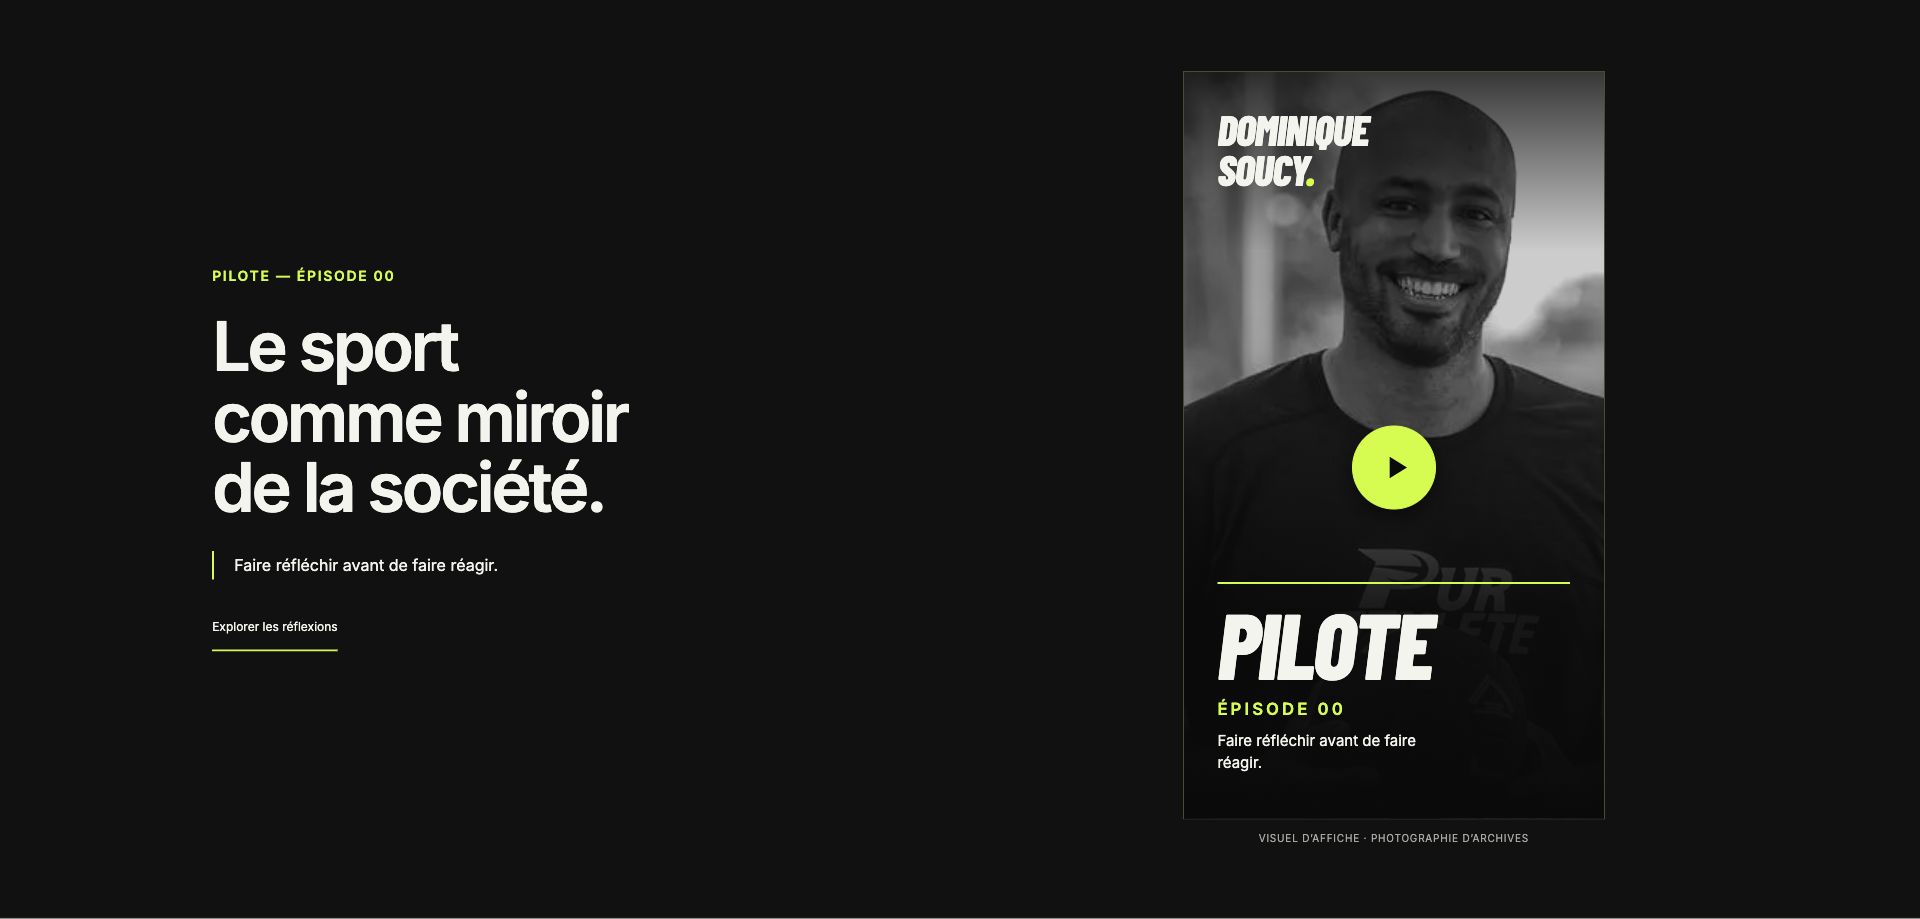 PILOTE — ÉPISODE 00
Le sport
comme miroir
de la société.
Faire réfléchir avant de faire réagir.
Explorer les réflexions
DOMINIQUE
SOUCY.
PUR
PILOTE
ÉPISODE 00
Faire réfléchir avant de faire
réagir.
VISUEL D'AFFICHE · PHOTOGRAPHIE D'ARCHIVES